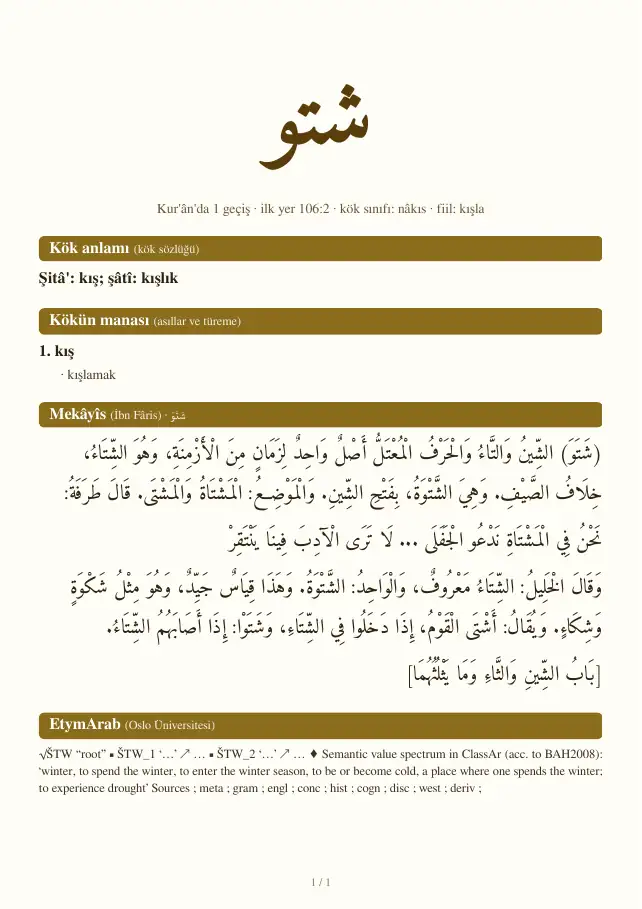 شتو
Kur'ân'da 1 geçiş · ilk yer 106:2 · kök sınıfı: nâkıs · fiil: kışla
Kök anlamı (kök sözlüğü)
Şitâ': kış; şâtî: kışlık
Kökün manası (asıllar ve türeme)
1. kış
· kışlamak
Mekâyîs (İbn Fâris) · شَتَوَ
(شَتَوَ) الشِّينُ وَالتَّاءُ وَالْحَرْفُ الْمُعْتَلُّ أَصْلٌ وَاحِدٌ لِزَمَانٍ مِنَ الْأَزْمِنَةِ، وَهُوَ الشِّتَاءُ،
خِلَافُ الصَّيْفِ. وَهِيَ الشَّتْوَةُ، بِفَتْحِ الشِّينِ. وَالْمَوْضِعُ: الْمَشْتَاةُ وَالْمَشْتَى. قَالَ طَرَفَةُ:
نَحْنُ فِي الْمَشْتَاةِ نَدْعُو الْجَفَلَى ... لَا تَرَى الْآدِبَ فِينَا يَنْتَقِرْ
وَقَالَ الْخَلِيلُ: الشِّتَاءُ مَعْرُوفٌ، وَالْوَاحِدُ: الشَّتْوَةُ. وَهَذَا قِيَاسٌ جَيِّدٌ، وَهُوَ مِثْلُ شَكْوَةٍ
وَشِكَاءٍ. وَيُقَالُ: أَشْتَى الْقَوْمُ، إِذَا دَخَلُوا فِي الشِّتَاءِ، وَشَتَوْا: إِذَا أَصَابَهُمُ الشِّتَاءُ.
[بَابُ الشِّينِ وَالثَّاءِ وَمَا يَثْلُثُهُمَا]
EtymArab (Oslo Üniversitesi)
√ŠTW “root” ▪ ŠTW_1 ‘…’ ↗ … ▪ ŠTW_2 ‘…’ ↗ … ♦ Semantic value spectrum in ClassAr (acc. to BAH2008):
‘winter, to spend the winter, to enter the winter season, to be or become cold, a place where one spends the winter;
to experience drought’ Sources ; meta ; gram ; engl ; conc ; hist ; cogn ; disc ; west ; deriv ;
1 / 1